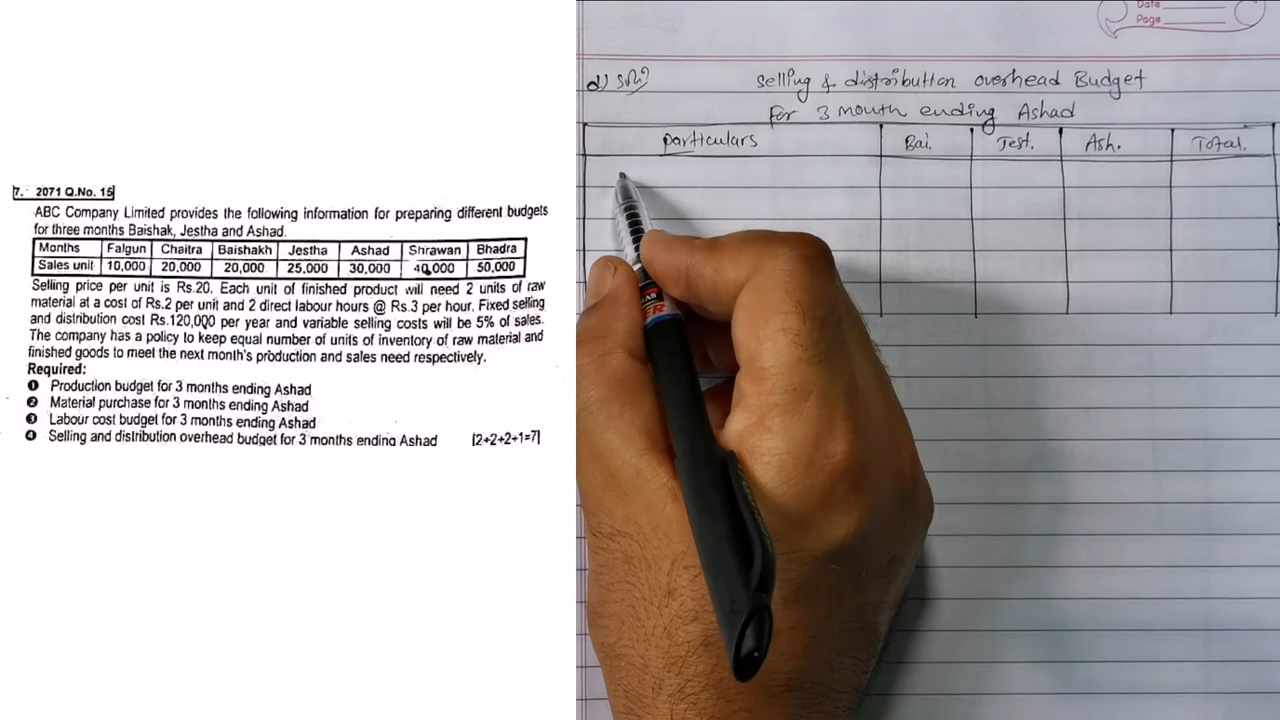 7. 2071 Q.No. 15
ABC Company Limited provides the following information for preparing different budgets
for three months Baishak, Jestha and Ashad.
Months Falgun Chaitra Baishakh Jestha Ashad Shrawan Bhadra
Sales unit 10,000 20,000 20,000 25,000 30,000 40,000 50,000
Selling price per unit is Rs.20. Each unit of finished product will need 2 units of raw
material at a cost of Rs.2 per unit and 2 direct labour hours @ Rs.3 per hour. Fixed selling
and distribution cost Rs.120,000 per year and variable selling costs will be 5% of sales.
The company has a policy to keep equal number of units of inventory of raw material and
finished goods to meet the next month's production and sales need respectively.
Required:
❶ Production budget for 3 months ending Ashad
❷ Material purchase for 3 months ending Ashad
❸ Labour cost budget for 3 months ending Ashad
❹ Selling and distribution overhead budget for 3 months ending Ashad [2+2+2+1=7]
Date
Page
Selling & distribution overhead Budget
For 3 month ending Ashad
particulars Bai. Jest. Ash. Total.